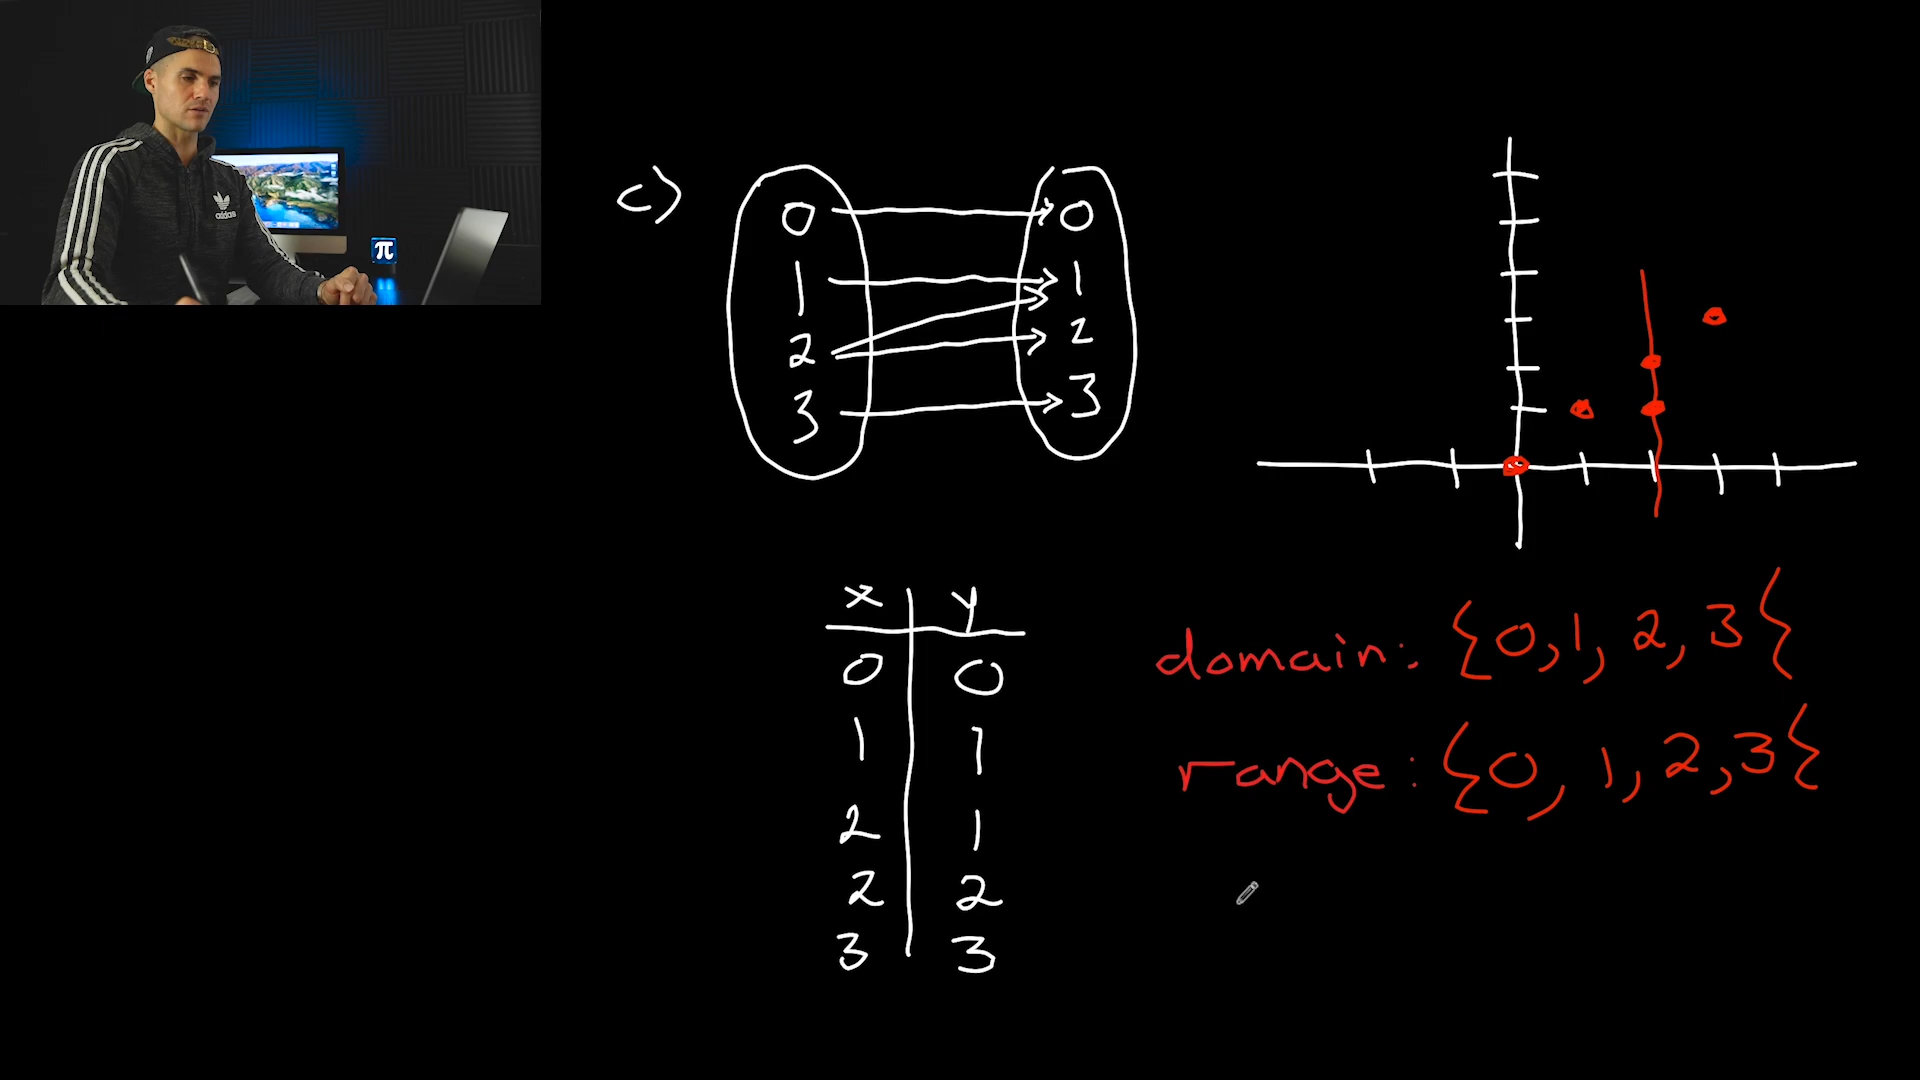 adidas
π
c)
0 0
1 1
2 2
3 3
x y
0 0
1 1
2 1
2 2
3 3
domain: {0,1, 2, 3{
range: {0, 1, 2, 3{